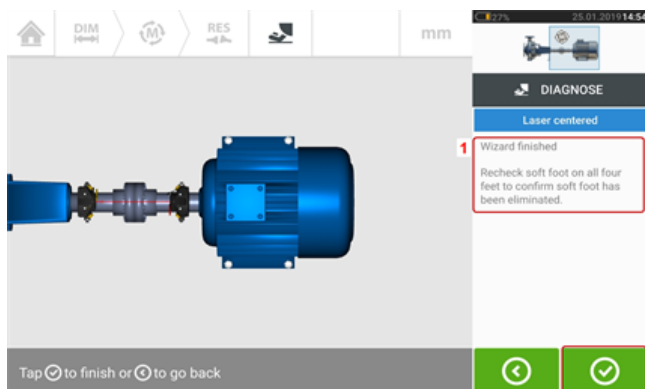 DIM
M
RES
mm
27%
25.01.2019 14:54
DIAGNOSE
Laser centered
1
Wizard finished
Recheck soft foot on all four
feet to confirm soft foot has
been eliminated.
Tap to finish or to go back